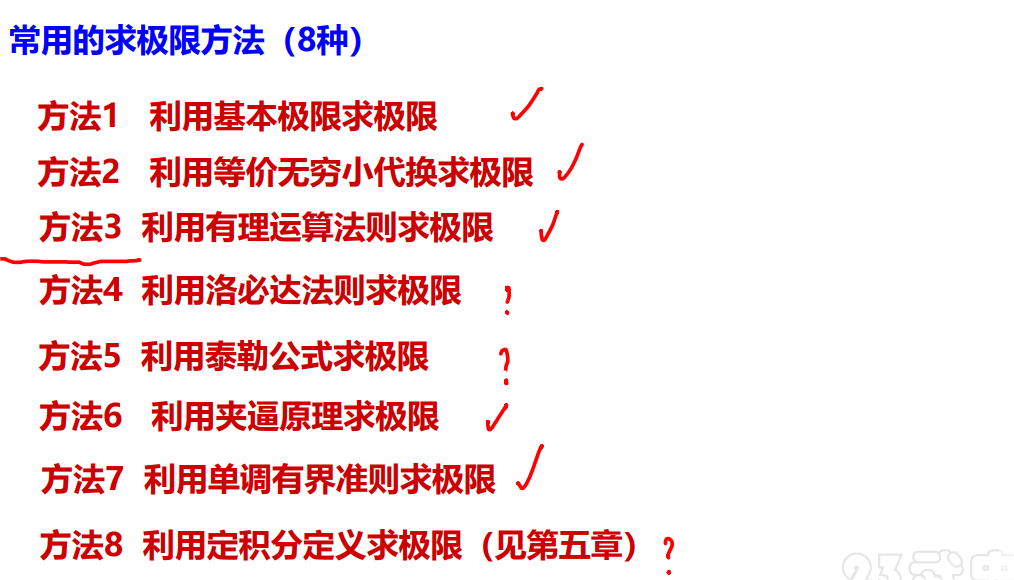 常用的求极限方法（8种）
方法1 利用基本极限求极限
方法2 利用等价无穷小代换求极限
方法3 利用有理运算法则求极限
方法4 利用洛必达法则求极限 ?
方法5 利用泰勒公式求极限 ?
方法6 利用夹逼原理求极限
方法7 利用单调有界准则求极限
方法8 利用定积分定义求极限（见第五章） ?